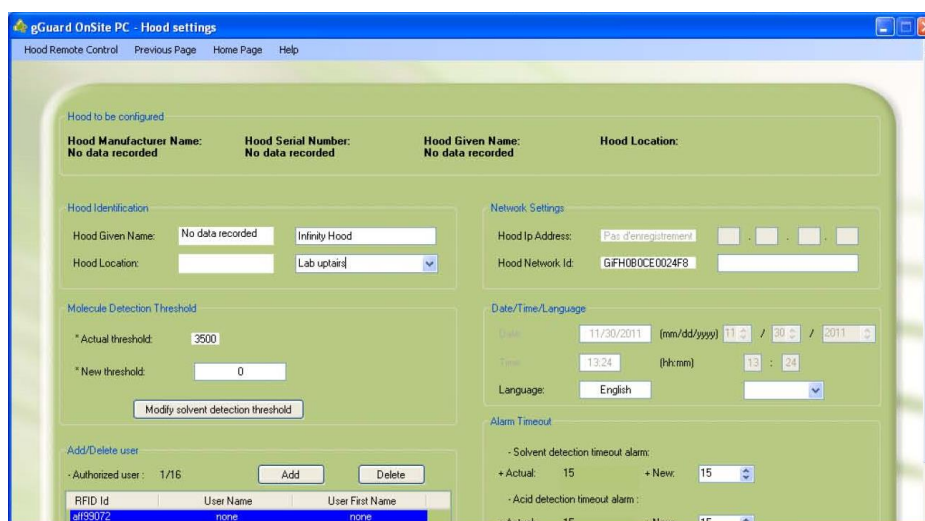 gGuard OnSite PC - Hood settings
Hood Remote Control Previous Page Home Page Help
Hood to be configured
Hood Manufacturer Name: Hood Serial Number: Hood Given Name: Hood Location:
No data recorded No data recorded No data recorded
Hood Identification
Hood Given Name: No data recorded Infinity Hood
Hood Location: Lab uptairs
Network Settings
Hood Ip Address: Pas d'enregistrement . . .
Hood Network Id: GiFH0B0CE0024F8
Molecule Detection Threshold
* Actual threshold: 3500
* New threshold: 0
Modify solvent detection threshold
Date/Time/Language
Date: 11/30/2011 (mm/dd/yyyy) 11 / 30 / 2011
Time: 13:24 (hh:mm) 13 : 24
Language: English
Add/Delete user
- Authorized user : 1/16 Add Delete
RFID Id User Name User First Name
aff99072 none none
Alarm Timeout
- Solvent detection timeout alarm:
+ Actual: 15 + New: 15
- Acid detection timeout alarm :
+ Actual: 15 + New: 15